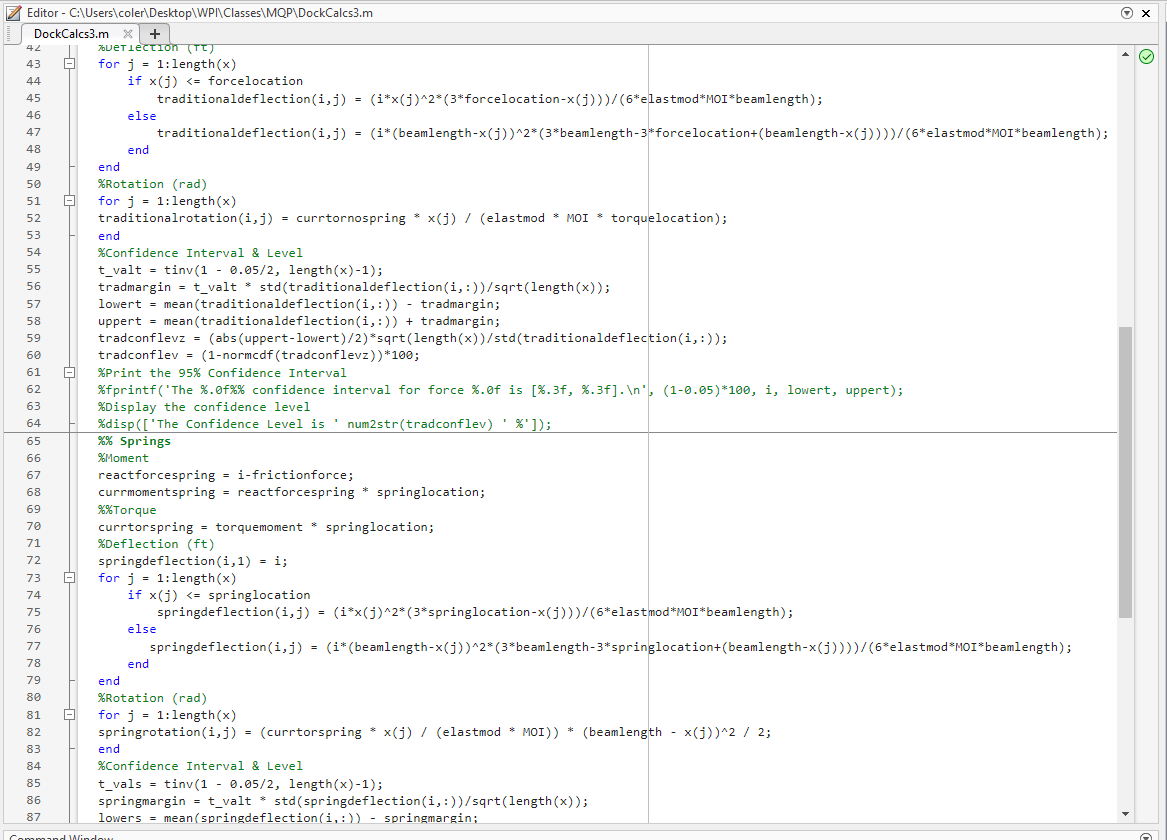 Editor - C:\Users\coler\Desktop\WPI\Classes\MQP\DockCalcs3.m
DockCalcs3.m
42 %Deflection (ft)
43 for j = 1:length(x)
44 if x(j) <= forcelocation
45 traditionaldeflection(i,j) = (i*x(j)^2*(3*forcelocation-x(j)))/(6*elastmod*MOI*beamlength);
46 else
47 traditionaldeflection(i,j) = (i*(beamlength-x(j))^2*(3*beamlength-3*forcelocation+(beamlength-x(j))))/(6*elastmod*MOI*beamlength);
48 end
49 end
50 %Rotation (rad)
51 for j = 1:length(x)
52 traditionalrotation(i,j) = currtornospring * x(j) / (elastmod * MOI * torquelocation);
53 end
54 %Confidence Interval & Level
55 t_valt = tinv(1 - 0.05/2, length(x)-1);
56 tradmargin = t_valt * std(traditionaldeflection(i,:))/sqrt(length(x));
57 lowert = mean(traditionaldeflection(i,:)) - tradmargin;
58 uppert = mean(traditionaldeflection(i,:)) + tradmargin;
59 tradconflevz = (abs(uppert-lowert)/2)*sqrt(length(x))/std(traditionaldeflection(i,:));
60 tradconflev = (1-normcdf(tradconflevz))*100;
61 %Print the 95% Confidence Interval
62 %fprintf('The %.0f%% confidence interval for force %.0f is [%.3f, %.3f].\n', (1-0.05)*100, i, lowert, uppert);
63 %Display the confidence level
64 %disp(['The Confidence Level is ' num2str(tradconflev) ' %']);
65 %% Springs
66 %Moment
67 reactforcespring = i-frictionforce;
68 currmomentspring = reactforcespring * springlocation;
69 %%Torque
70 currtorspring = torquemoment * springlocation;
71 %Deflection (ft)
72 springdeflection(i,1) = i;
73 for j = 1:length(x)
74 if x(j) <= springlocation
75 springdeflection(i,j) = (i*x(j)^2*(3*springlocation-x(j)))/(6*elastmod*MOI*beamlength);
76 else
77 springdeflection(i,j) = (i*(beamlength-x(j))^2*(3*beamlength-3*springlocation+(beamlength-x(j))))/(6*elastmod*MOI*beamlength);
78 end
79 end
80 %Rotation (rad)
81 for j = 1:length(x)
82 springrotation(i,j) = (currtorspring * x(j) / (elastmod * MOI)) * (beamlength - x(j))^2 / 2;
83 end
84 %Confidence Interval & Level
85 t_vals = tinv(1 - 0.05/2, length(x)-1);
86 springmargin = t_valt * std(springdeflection(i,:))/sqrt(length(x));
87 lowers = mean(springdeflection(i,:)) - springmargin;
Command Window